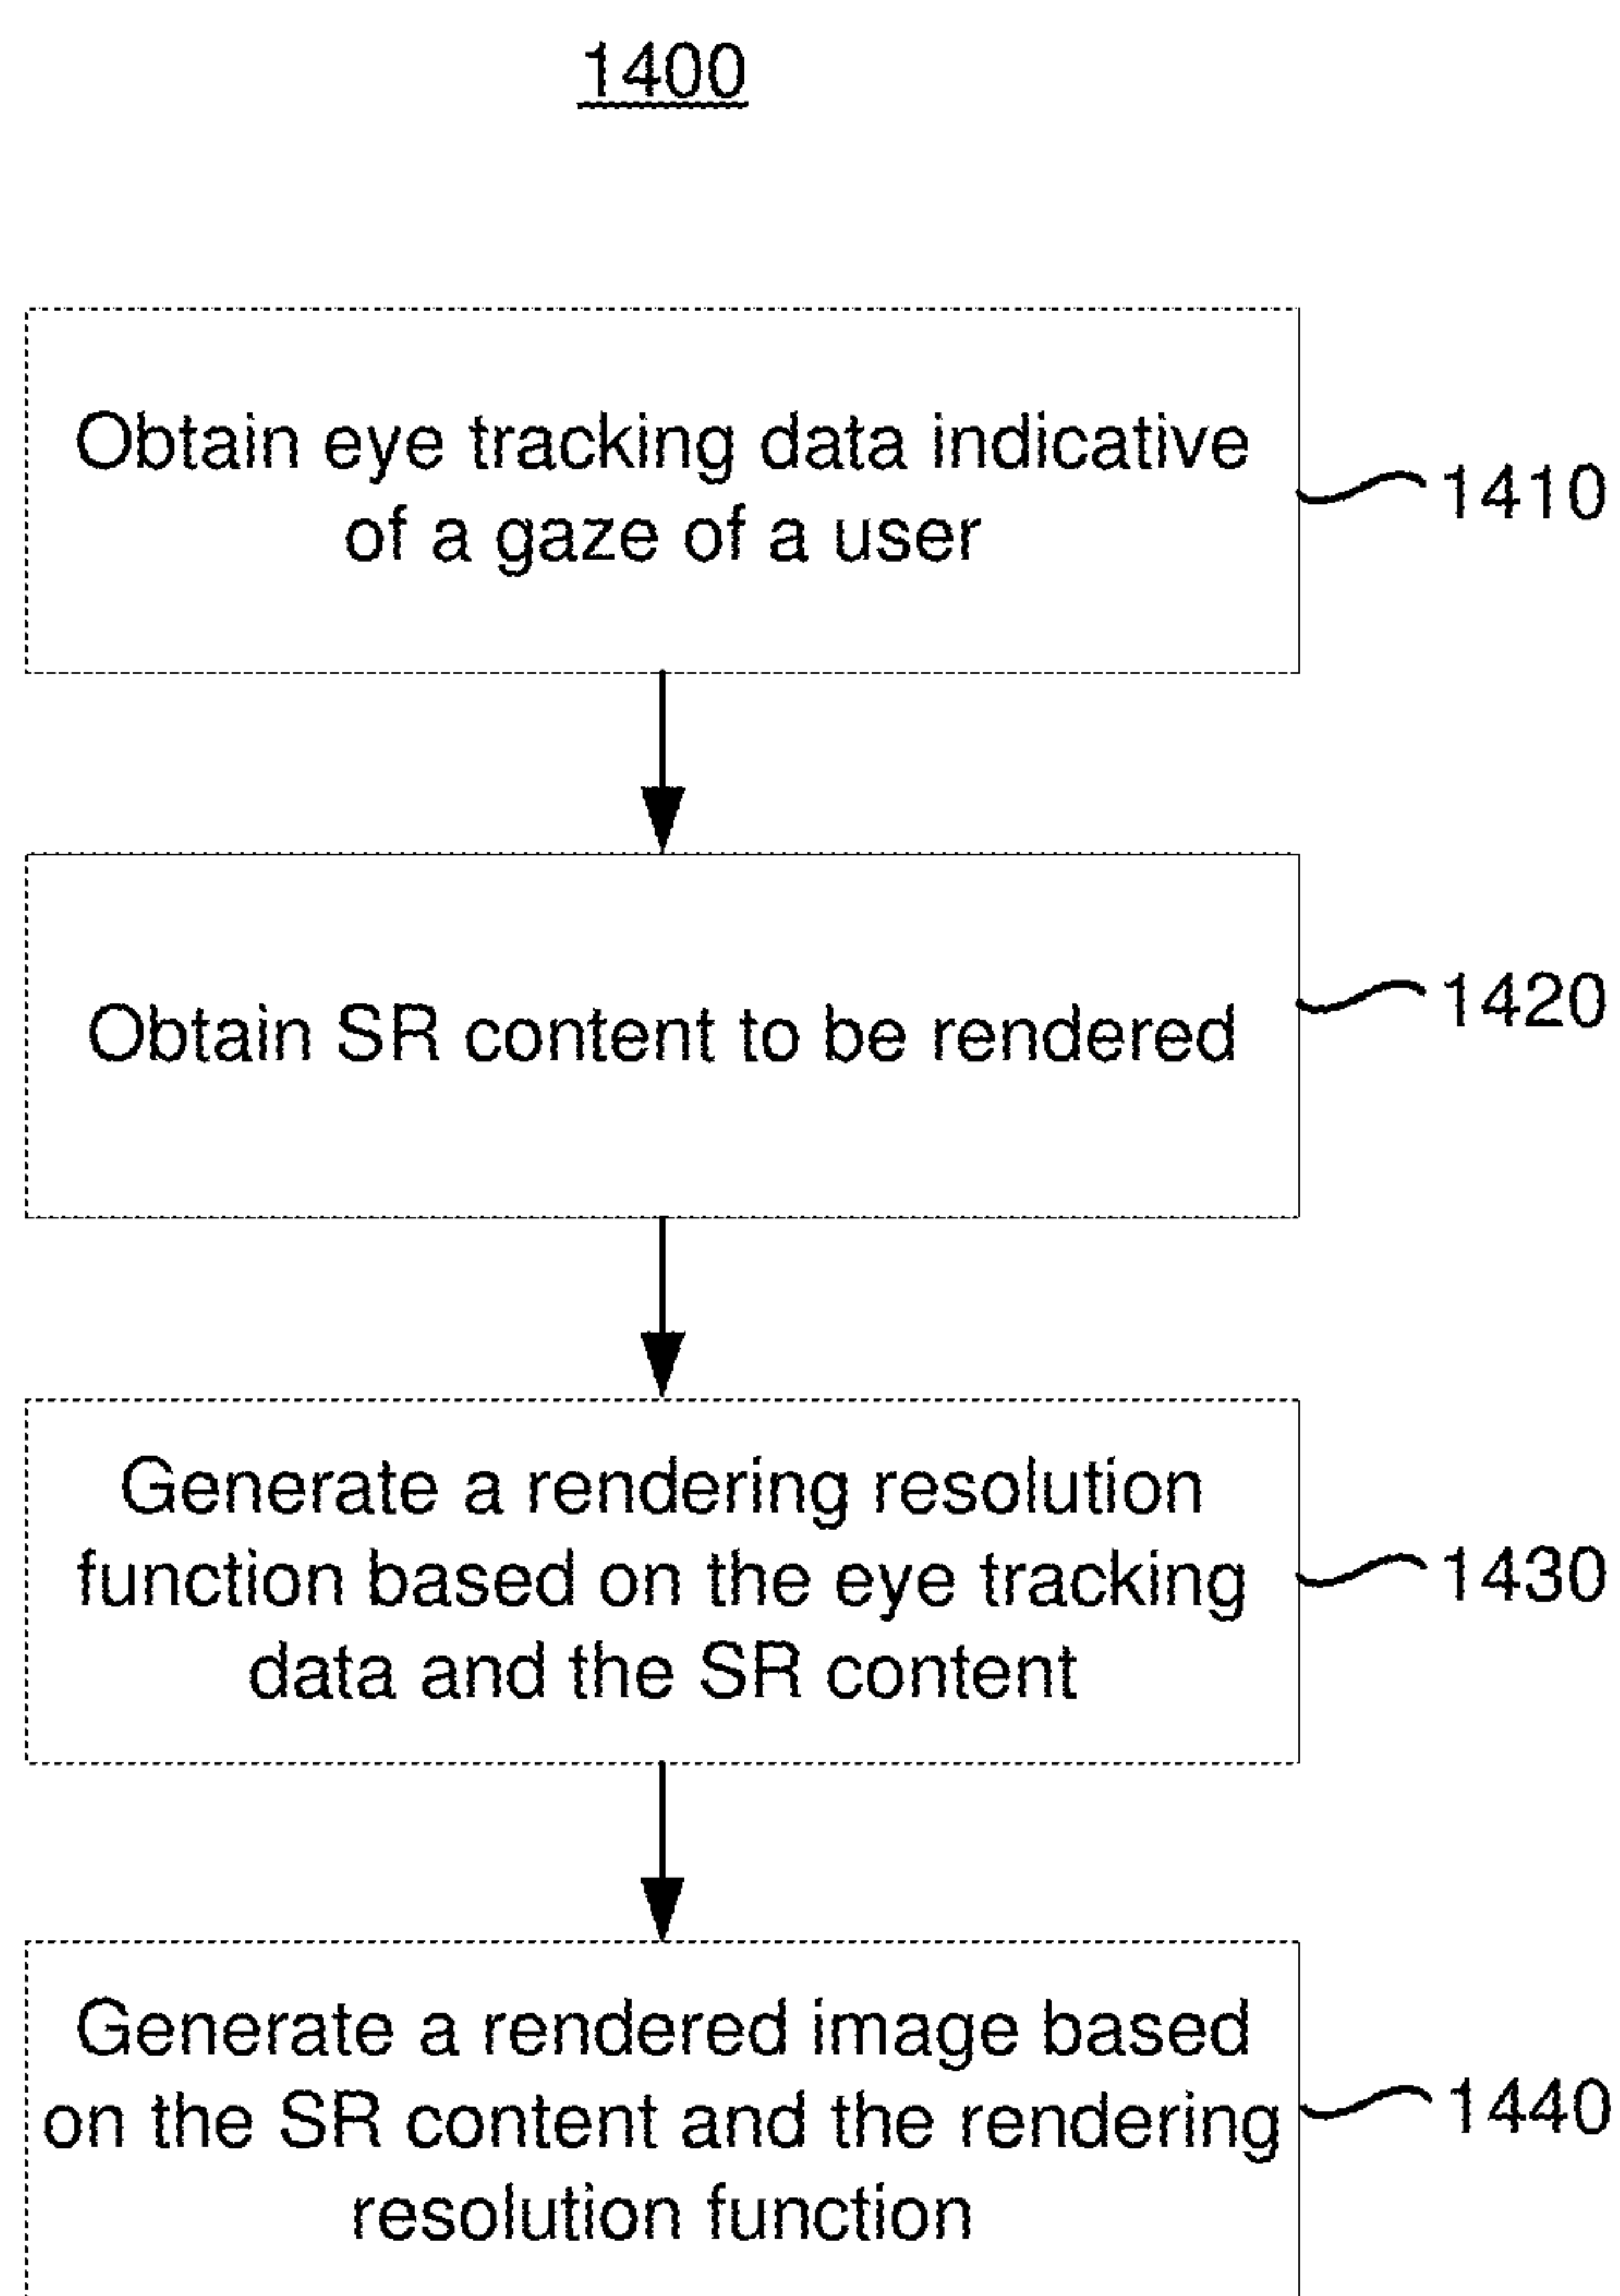 1400
Obtain eye tracking data indicative
of a gaze of a user
1410
Obtain SR content to be rendered
1420
Generate a rendering resolution
function based on the eye tracking
data and the SR content
1430
Generate a rendered image based
on the SR content and the rendering
resolution function
1440